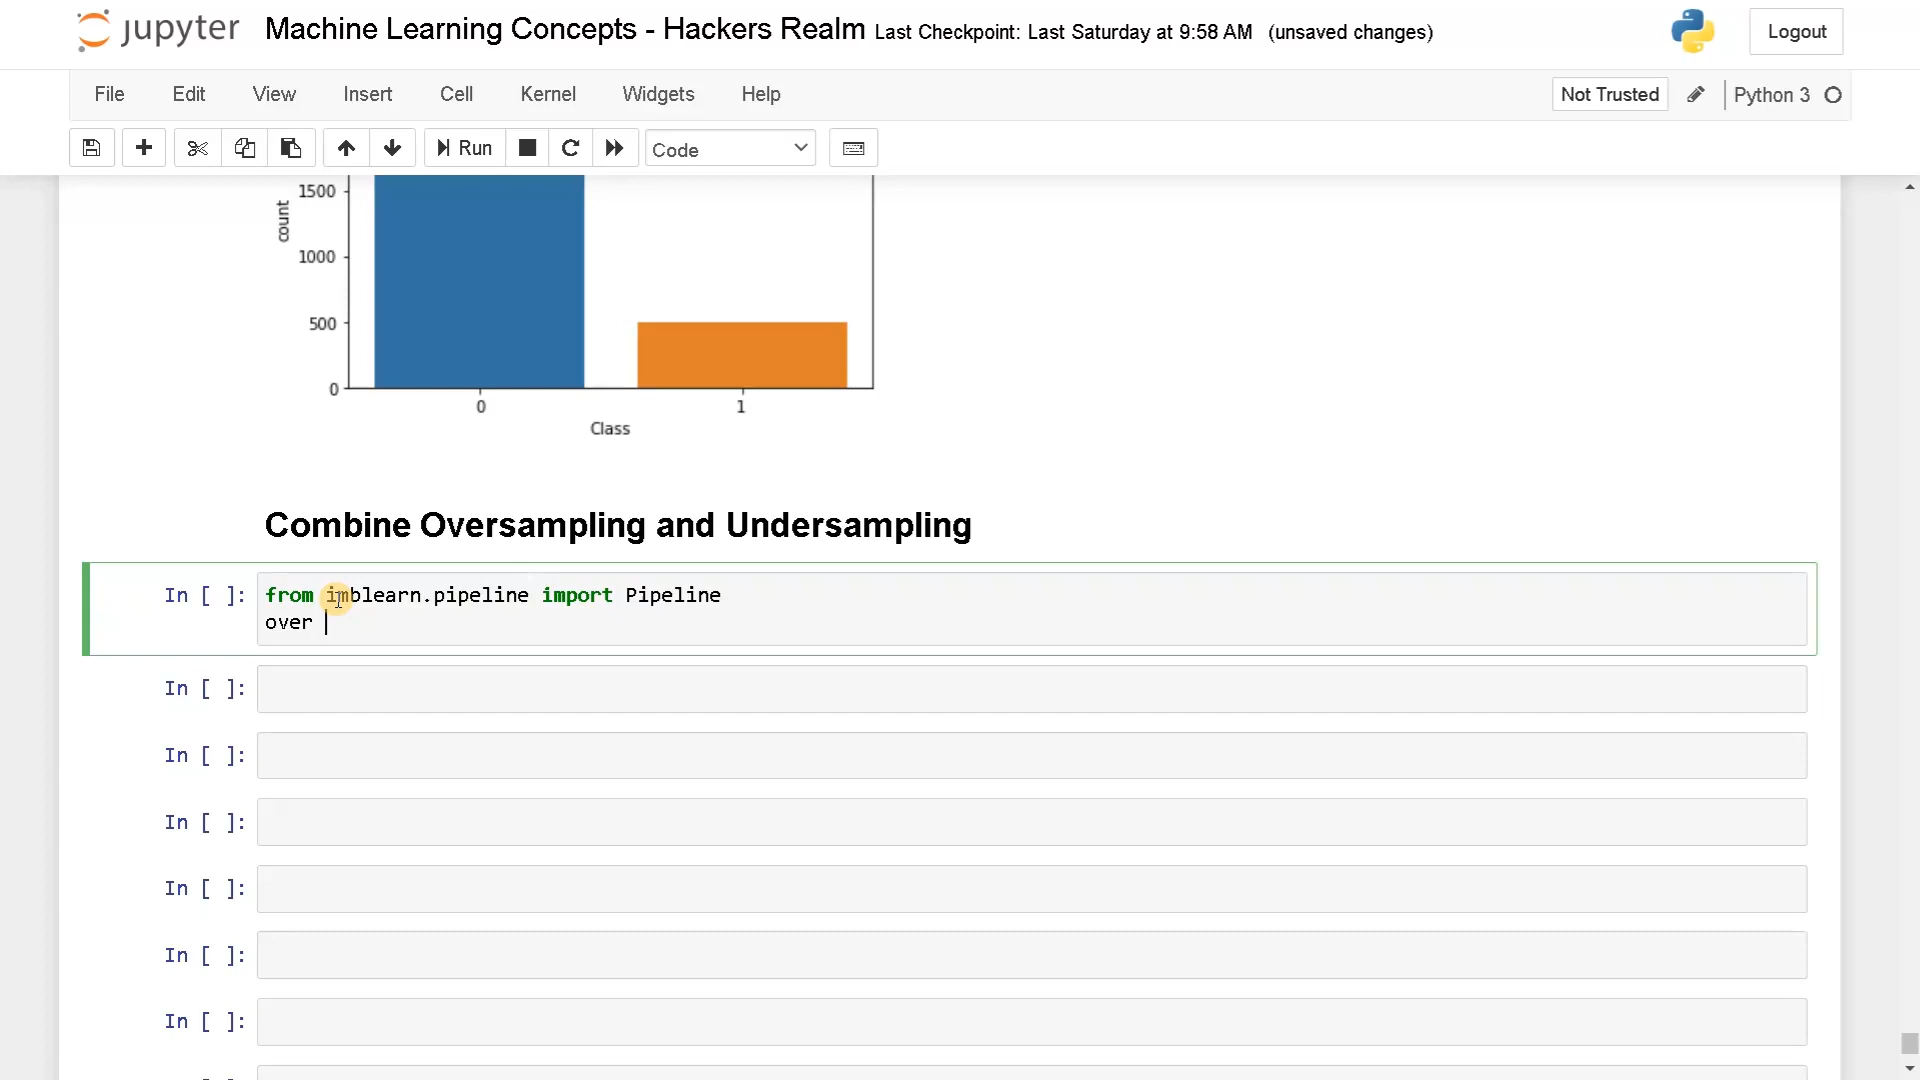 jupyter Machine Learning Concepts - Hackers Realm Last Checkpoint: Last Saturday at 9:58 AM (unsaved changes) Logout
File Edit View Insert Cell Kernel Widgets Help Not Trusted Python 3
Run Code
1500
count
1000
500
0
0 1
Class
Combine Oversampling and Undersampling
In [ ]: from imblearn.pipeline import Pipeline
over
In [ ]:
In [ ]:
In [ ]:
In [ ]:
In [ ]:
In [ ]: